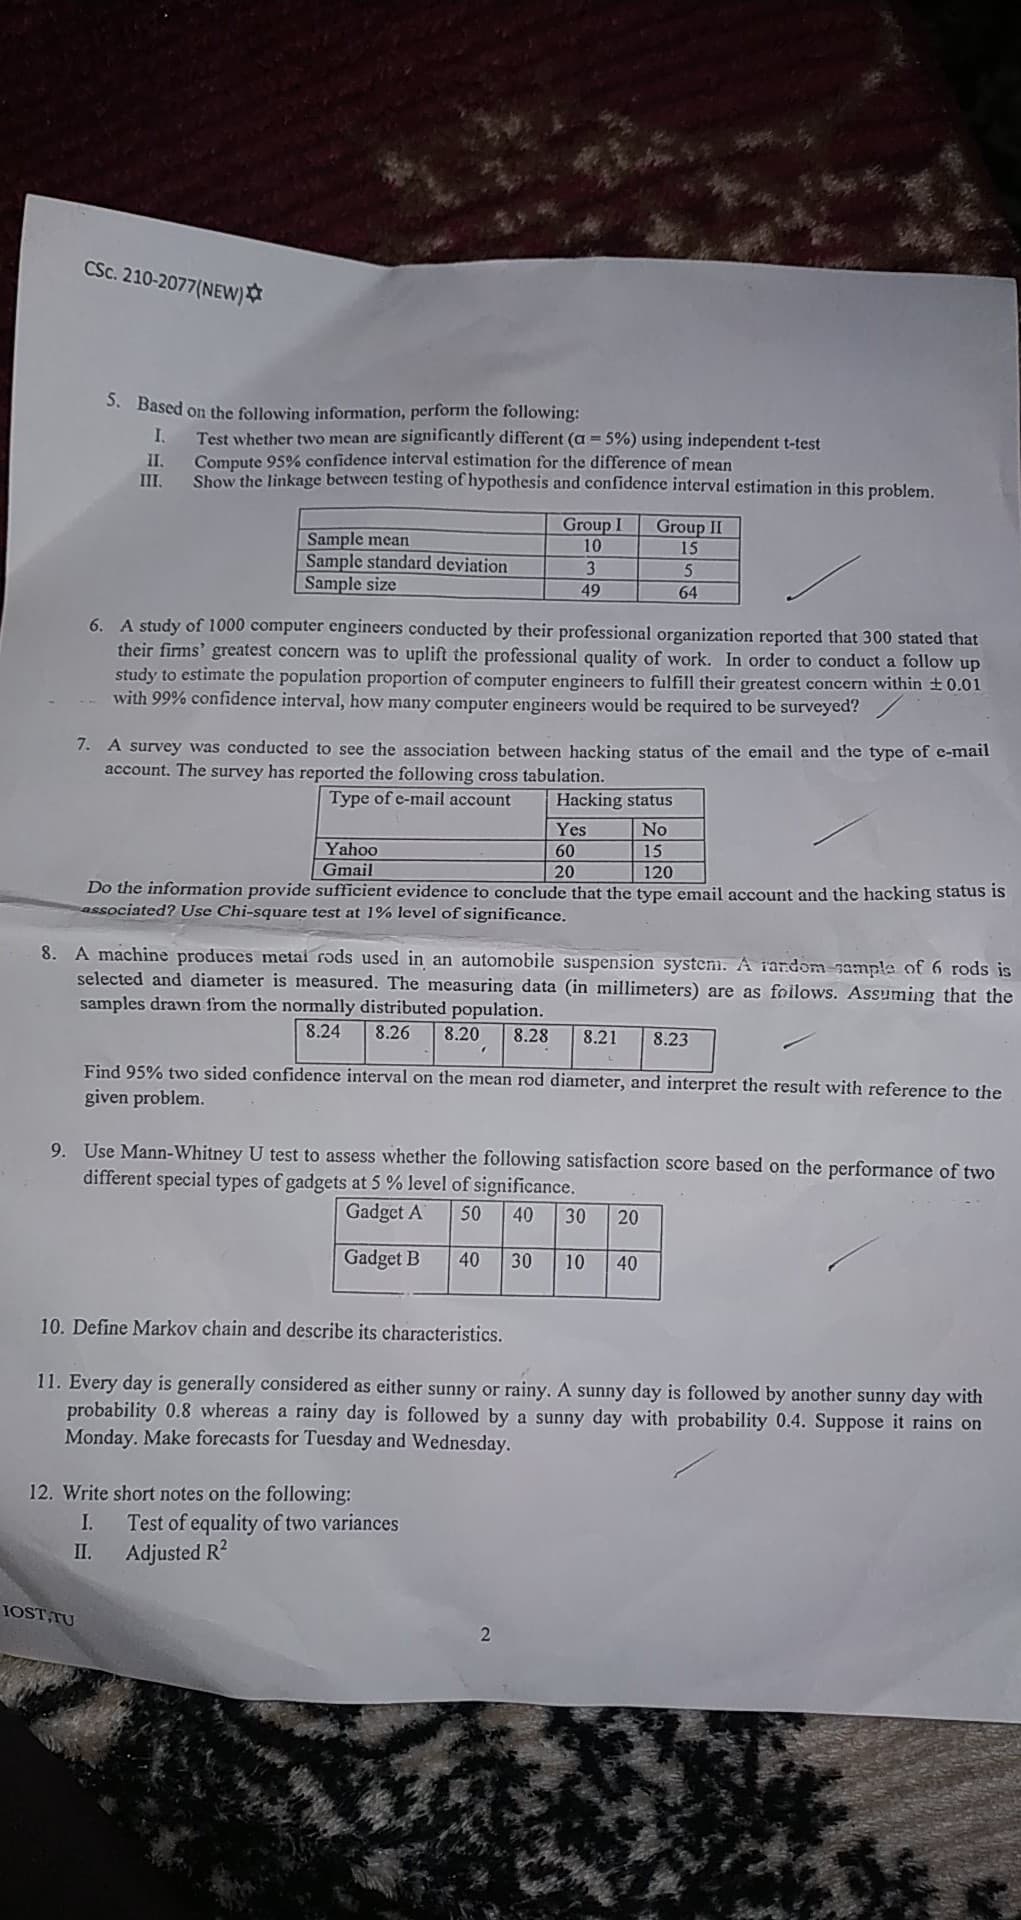 CSc. 210-2077(NEW)✡
5. Based on the following information, perform the following:
I. Test whether two mean are significantly different (α = 5%) using independent t-test
II. Compute 95% confidence interval estimation for the difference of mean
III. Show the linkage between testing of hypothesis and confidence interval estimation in this problem.
Group I Group II
Sample mean 10 15
Sample standard deviation 3 5
Sample size 49 64
6. A study of 1000 computer engineers conducted by their professional organization reported that 300 stated that
their firms' greatest concern was to uplift the professional quality of work. In order to conduct a follow up
study to estimate the population proportion of computer engineers to fulfill their greatest concern within ±0.01
with 99% confidence interval, how many computer engineers would be required to be surveyed?
7. A survey was conducted to see the association between hacking status of the email and the type of e-mail
account. The survey has reported the following cross tabulation.
Type of e-mail account Hacking status
Yes No
Yahoo 60 15
Gmail 20 120
Do the information provide sufficient evidence to conclude that the type email account and the hacking status is
associated? Use Chi-square test at 1% level of significance.
8. A machine produces metal rods used in an automobile suspension system. A random sample of 6 rods is
selected and diameter is measured. The measuring data (in millimeters) are as follows. Assuming that the
samples drawn from the normally distributed population.
8.24 8.26 8.20 8.28 8.21 8.23
Find 95% two sided confidence interval on the mean rod diameter, and interpret the result with reference to the
given problem.
9. Use Mann-Whitney U test to assess whether the following satisfaction score based on the performance of two
different special types of gadgets at 5 % level of significance.
Gadget A 50 40 30 20
Gadget B 40 30 10 40
10. Define Markov chain and describe its characteristics.
11. Every day is generally considered as either sunny or rainy. A sunny day is followed by another sunny day with
probability 0.8 whereas a rainy day is followed by a sunny day with probability 0.4. Suppose it rains on
Monday. Make forecasts for Tuesday and Wednesday.
12. Write short notes on the following:
I. Test of equality of two variances
II. Adjusted R²
IOST,TU
2